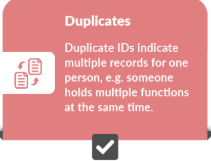 Duplicates
Duplicate IDs indicate
multiple records for one
person, e.g. someone
holds multiple functions
at the same time.